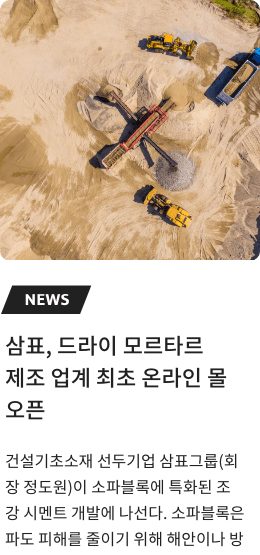 NEWS
삼표, 드라이 모르타르
제조 업계 최초 온라인 몰
오픈
건설기초소재 선두기업 삼표그룹(회
장 정도원)이 소파블록에 특화된 조
강 시멘트 개발에 나선다. 소파블록은
파도 피해를 줄이기 위해 해안이나 방